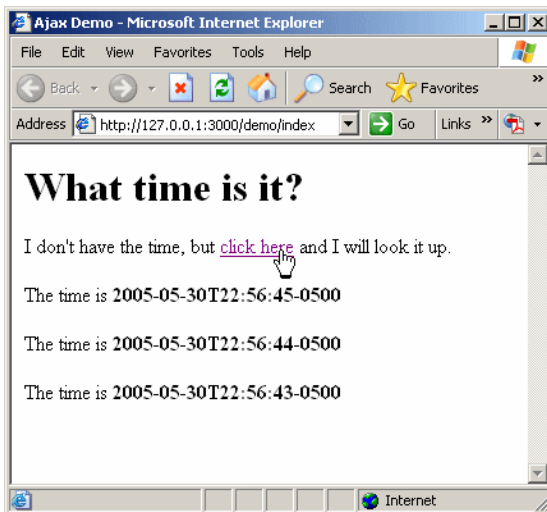 Ajax Demo - Microsoft Internet Explorer
File Edit View Favorites Tools Help
Back Search Favorites »
Address http://127.0.0.1:3000/demo/index Go Links »
What time is it?
I don't have the time, but click here and I will look it up.
The time is 2005-05-30T22:56:45-0500
The time is 2005-05-30T22:56:44-0500
The time is 2005-05-30T22:56:43-0500
Internet